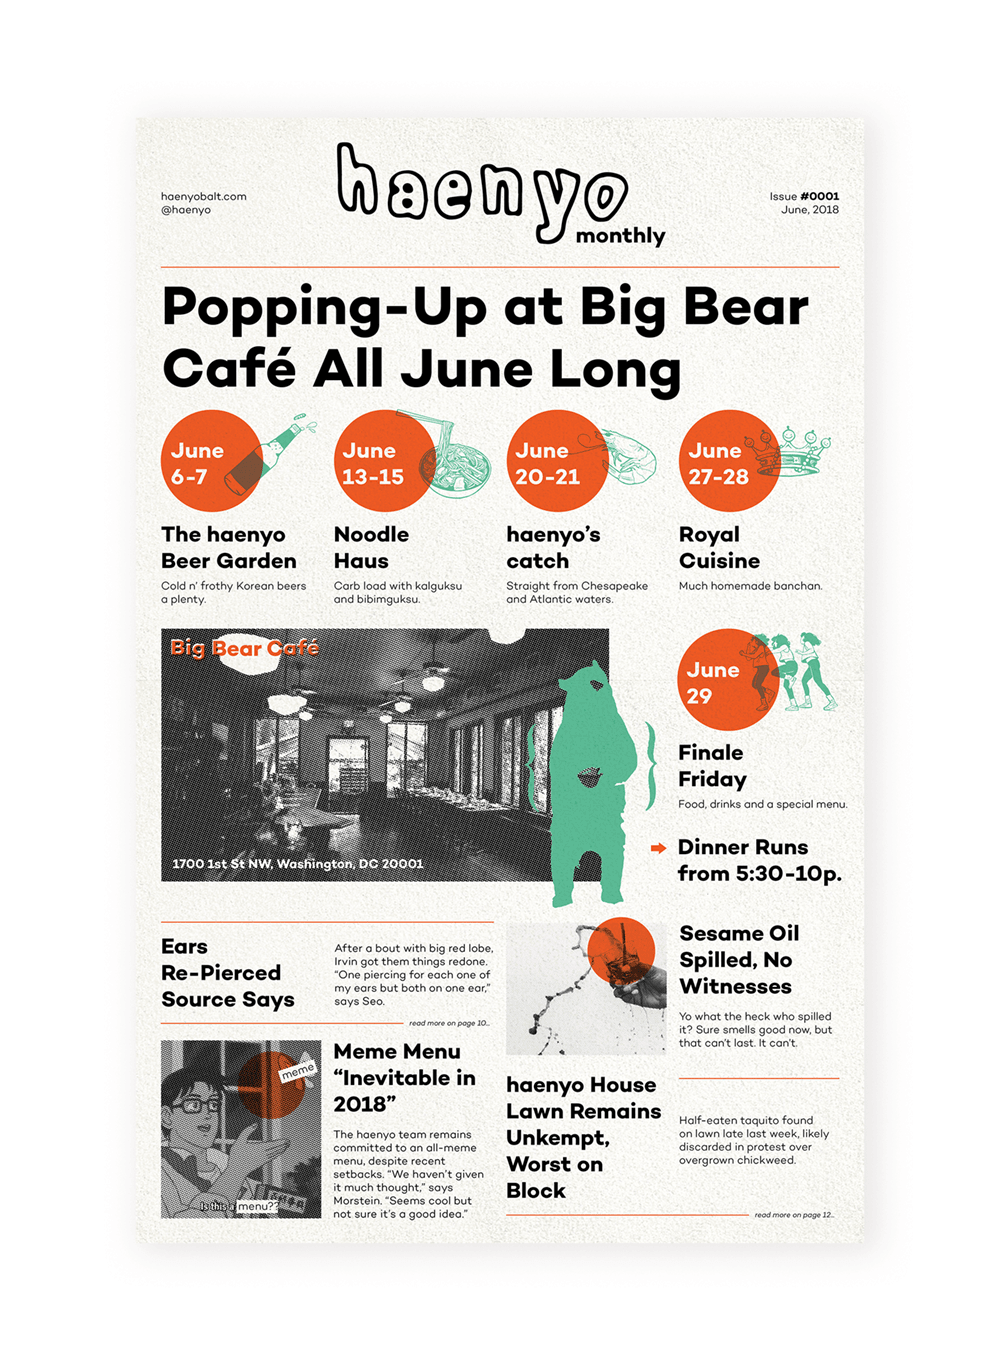 haenyobalt.com
@haenyo
haenyo
monthly
Issue #0001
June, 2018
Popping-Up at Big Bear
Café All June Long
June
6-7
The haenyo
Beer Garden
Cold n’ frothy Korean beers
a plenty.
June
13-15
Noodle
Haus
Carb load with kalguksu
and bibimguksu.
June
20-21
haenyo’s
catch
Straight from Chesapeake
and Atlantic waters.
June
27-28
Royal
Cuisine
Much homemade banchan.
Big Bear Café
1700 1st St NW, Washington, DC 20001
June
29
Finale
Friday
Food, drinks and a special menu.
Dinner Runs
from 5:30-10p.
Ears
Re-Pierced
Source Says
After a bout with big red lobe,
Irvin got them things redone.
“One piercing for each one of
my ears but both on one ear,”
says Seo.
read more on page 10...
meme
Is this a menu??
Meme Menu
“Inevitable in
2018”
The haenyo team remains
committed to an all-meme
menu, despite recent
setbacks. “We haven’t given
it much thought,” says
Morstein. “Seems cool but
not sure it’s a good idea.”
Sesame Oil
Spilled, No
Witnesses
Yo what the heck who spilled
it? Sure smells good now, but
that can’t last. It can’t.
haenyo House
Lawn Remains
Unkempt,
Worst on
Block
Half-eaten taquito found
on lawn late last week, likely
discarded in protest over
overgrown chickweed.
read more on page 12...